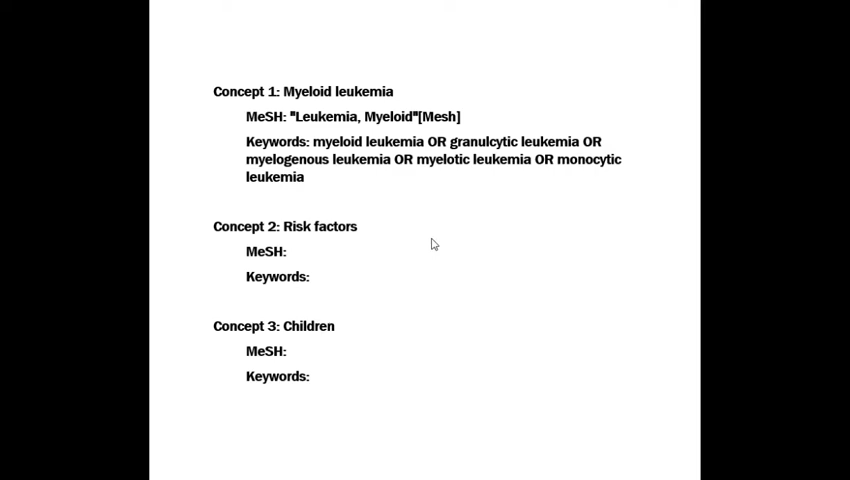 Concept 1: Myeloid leukemia
MeSH: "Leukemia, Myeloid"[Mesh]
Keywords: myeloid leukemia OR granulcytic leukemia OR
myelogenous leukemia OR myelotic leukemia OR monocytic
leukemia
Concept 2: Risk factors
MeSH:
Keywords:
Concept 3: Children
MeSH:
Keywords: